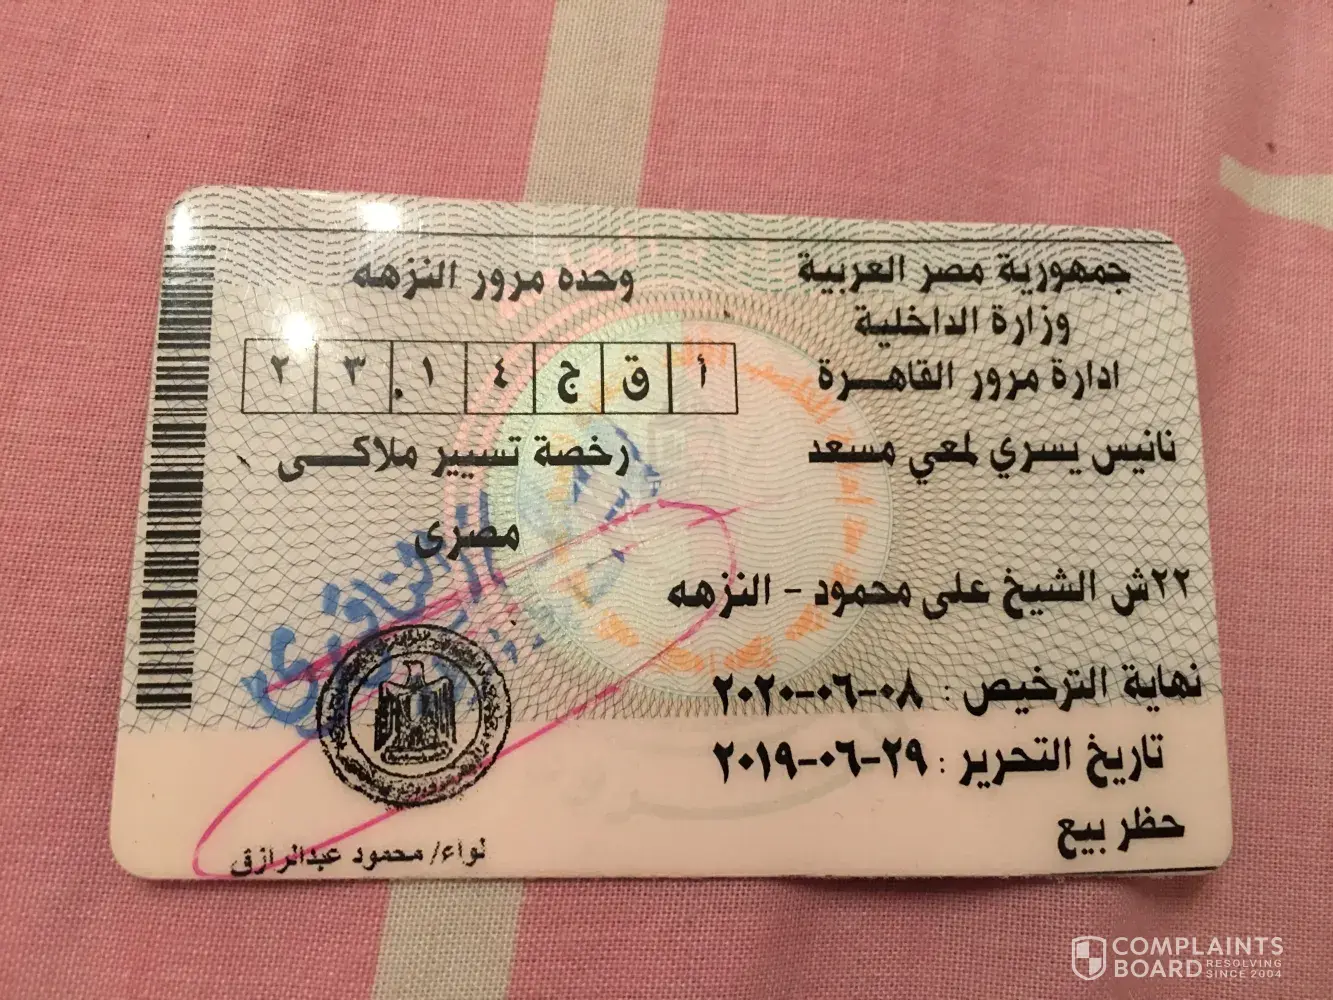 جمهورية مصر العربية
وحده مرور النزهه
وزارة الداخلية
ادارة مرور القاهرة
أ ق ج ٤ ١ ٣ ٢
نانيس يسري لمعي مسعد
رخصة تسيير ملاكى
مصرى
٢٢ش الشيخ على محمود - النزهه
نهاية الترخيص : ٢٠٢٠-٠٦-٠٨
تاريخ التحرير : ٢٠١٩-٠٦-٢٩
حظر بيع
لواء/ محمود عبدالرازق
COMPLAINTS
BOARD RESOLVING
SINCE 2004